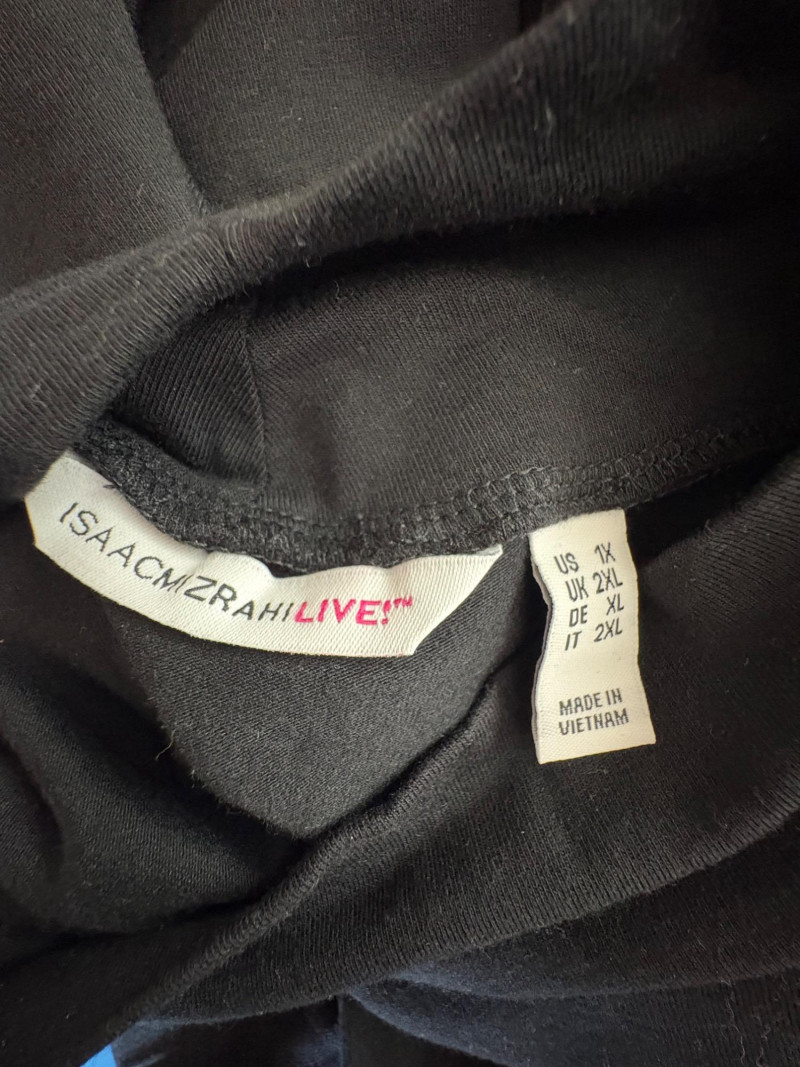 ISAACMIZRAHILIVE!™
US 1X
UK 2XL
DE XL
IT 2XL
MADE IN
VIETNAM